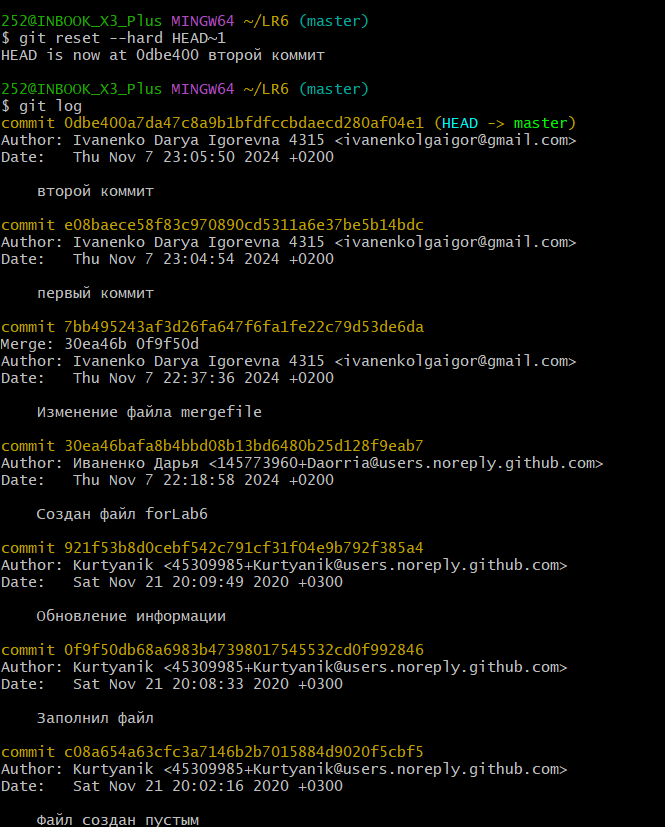 252@INBOOK_X3_Plus MINGW64 ~/LR6 (master)
$ git reset --hard HEAD~1
HEAD is now at 0dbe400 второй коммит
252@INBOOK_X3_Plus MINGW64 ~/LR6 (master)
$ git log
commit 0dbe400a7da47c8a9b1bfdfccbdaecd280af04e1 (HEAD -> master)
Author: Ivanenko Darya Igorevna 4315 <ivanenkolgaigor@gmail.com>
Date:   Thu Nov 7 23:05:50 2024 +0200
второй коммит
commit e08baece58f83c970890cd5311a6e37be5b14bdc
Author: Ivanenko Darya Igorevna 4315 <ivanenkolgaigor@gmail.com>
Date:   Thu Nov 7 23:04:54 2024 +0200
первый коммит
commit 7bb495243af3d26fa647f6fa1fe22c79d53de6da
Merge: 30ea46b 0f9f50d
Author: Ivanenko Darya Igorevna 4315 <ivanenkolgaigor@gmail.com>
Date:   Thu Nov 7 22:37:36 2024 +0200
Изменение файла mergefile
commit 30ea46bafa8b4bbd08b13bd6480b25d128f9eab7
Author: Иваненко Дарья <145773960+Daorria@users.noreply.github.com>
Date:   Thu Nov 7 22:18:58 2024 +0200
Создан файл forLab6
commit 921f53b8d0cebf542c791cf31f04e9b792f385a4
Author: Kurtyanik <45309985+Kurtyanik@users.noreply.github.com>
Date:   Sat Nov 21 20:09:49 2020 +0300
Обновление информации
commit 0f9f50db68a6983b47398017545532cd0f992846
Author: Kurtyanik <45309985+Kurtyanik@users.noreply.github.com>
Date:   Sat Nov 21 20:08:33 2020 +0300
Заполнил файл
commit c08a654a63cfc3a7146b2b7015884d9020f5cbf5
Author: Kurtyanik <45309985+Kurtyanik@users.noreply.github.com>
Date:   Sat Nov 21 20:02:16 2020 +0300
Файл создан пустым